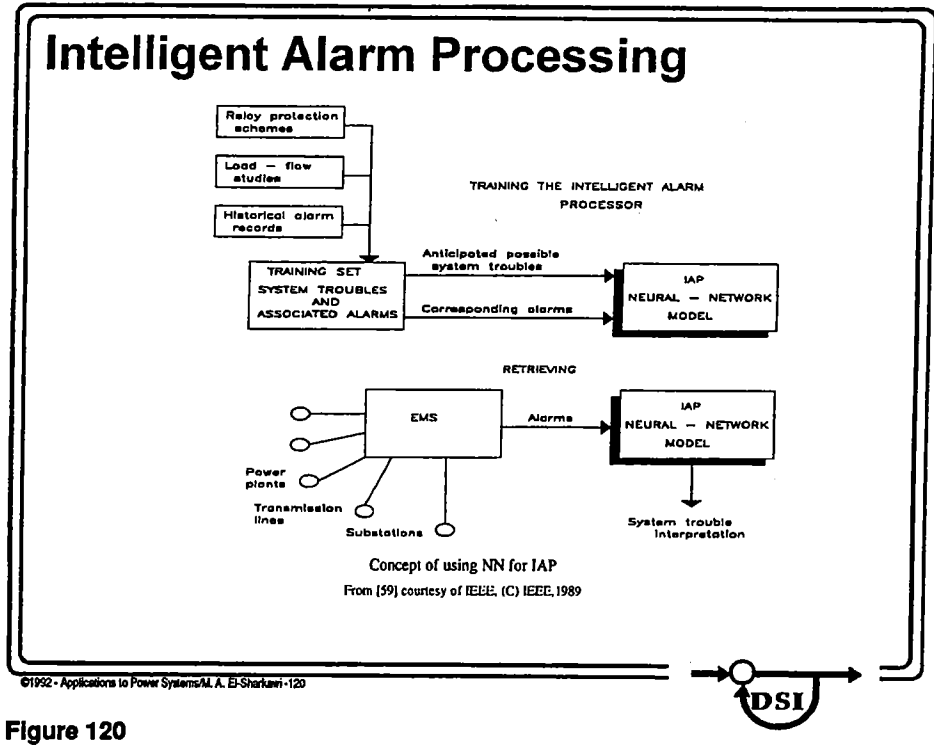 Intelligent Alarm Processing
Relay protection
schemes
Load — flow
studies
Historical alarm
records
TRAINING THE INTELLIGENT ALARM
PROCESSOR
TRAINING SET
SYSTEM TROUBLES
AND
ASSOCIATED ALARMS
Anticipated possible
system troubles
Corresponding alarms
IAP
NEURAL — NETWORK
MODEL
RETRIEVING
EMS
Alarms
IAP
NEURAL — NETWORK
MODEL
Power
plants
Transmission
lines
Substations
System trouble
interpretation
Concept of using NN for IAP
From [59] courtesy of IEEE, (C) IEEE, 1989
©1992 - Applications to Power Systems/M. A. El-Sharkawi -120
DSI
Figure 120